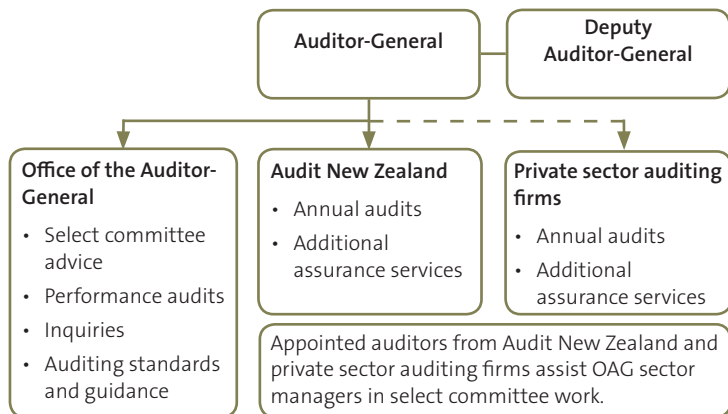 Auditor-General
Deputy
Auditor-General
Office of the Auditor-
General
• Select committee
advice
• Performance audits
• Inquiries
• Auditing standards
and guidance
Audit New Zealand
• Annual audits
• Additional
assurance services
Private sector auditing
firms
• Annual audits
• Additional
assurance services
Appointed auditors from Audit New Zealand and
private sector auditing firms assist OAG sector
managers in select committee work.